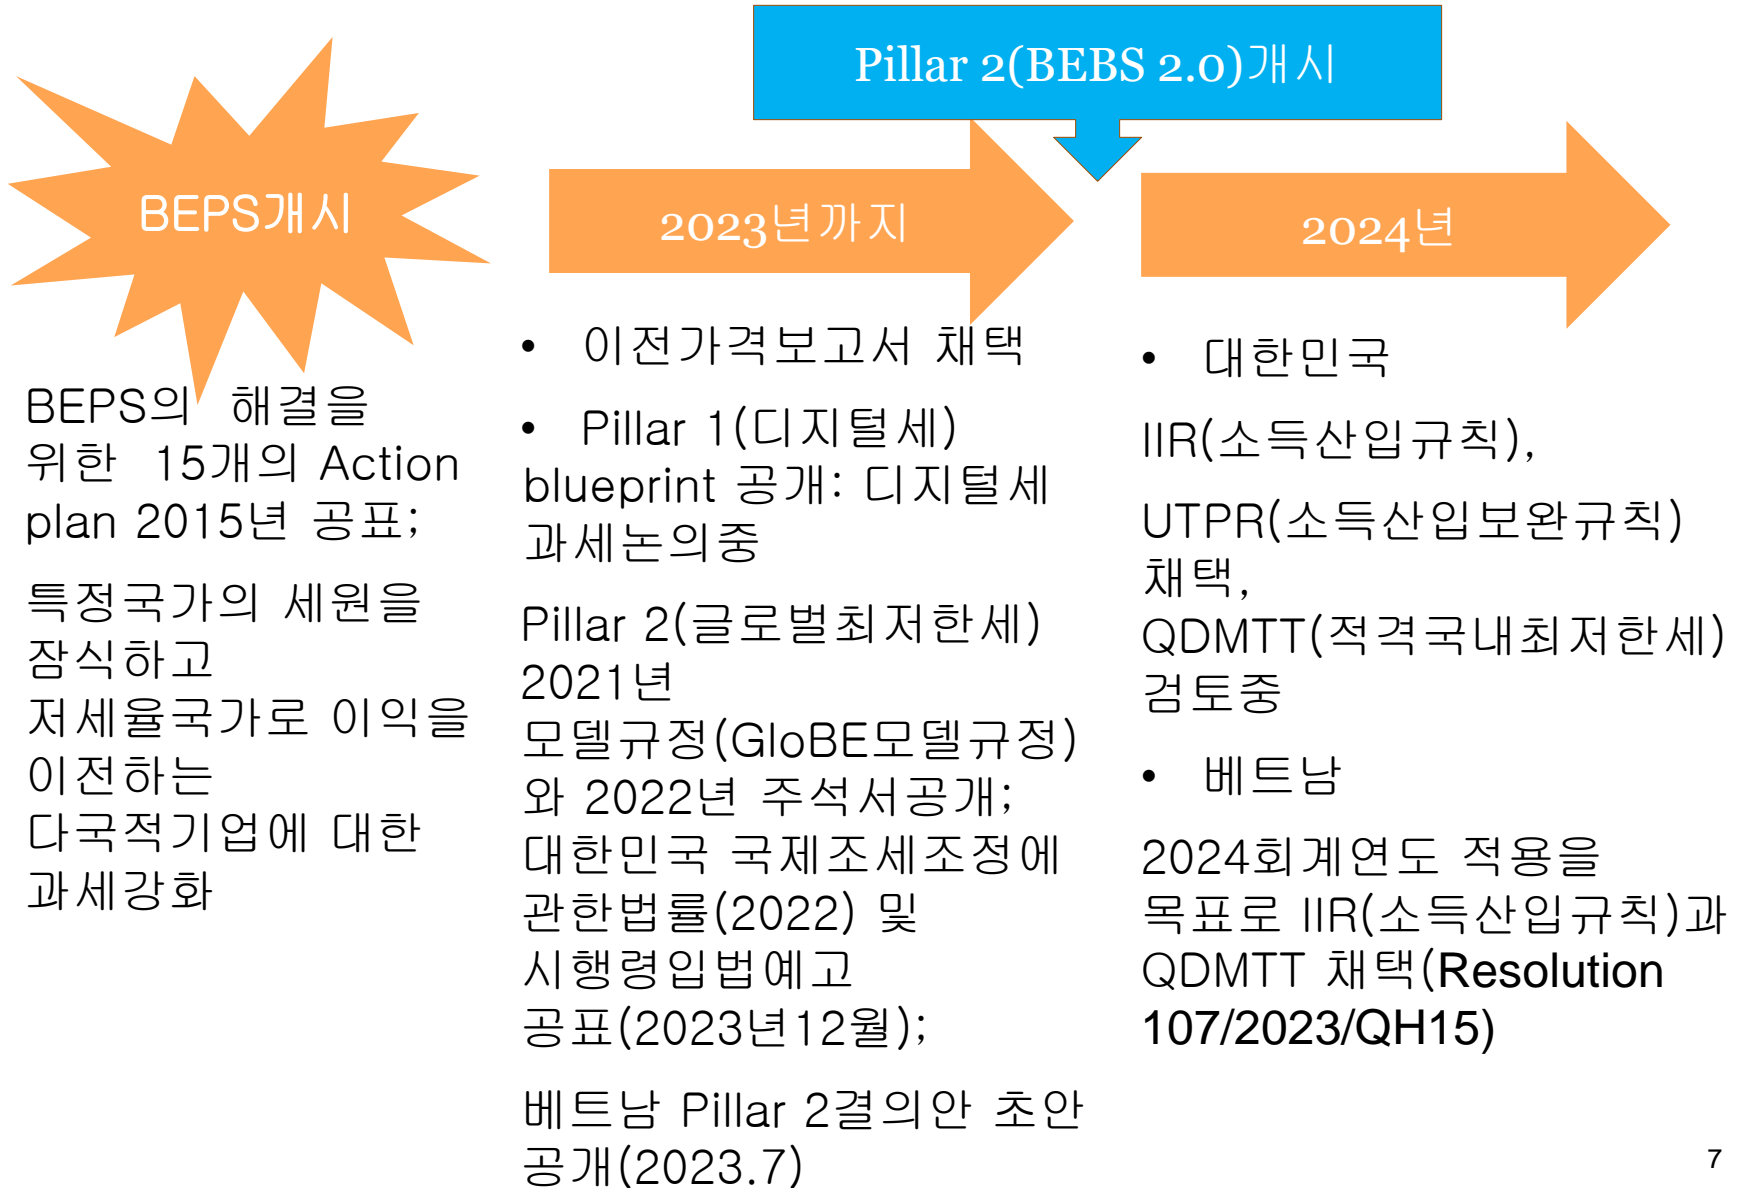 Pillar 2(BEBS 2.0)개시
BEPS개시
BEPS의 해결을
위한 15개의 Action
plan 2015년 공표;
특정국가의 세원을
잠식하고
저세율국가로 이익을
이전하는
다국적기업에 대한
과세강화
2023년까지
• 이전가격보고서 채택
• Pillar 1(디지털세)
blueprint 공개: 디지털세
과세논의중
Pillar 2(글로벌최저한세)
2021년
모델규정(GloBE모델규정)
와 2022년 주석서공개;
대한민국 국제조세조정에
관한법률(2022) 및
시행령입법예고
공표(2023년12월);
베트남 Pillar 2결의안 초안
공개(2023.7)
2024년
• 대한민국
IIR(소득산입규칙),
UTPR(소득산입보완규칙)
채택,
QDMTT(적격국내최저한세)
검토중
• 베트남
2024회계연도 적용을
목표로 IIR(소득산입규칙)과
QDMTT 채택(Resolution
107/2023/QH15)
7